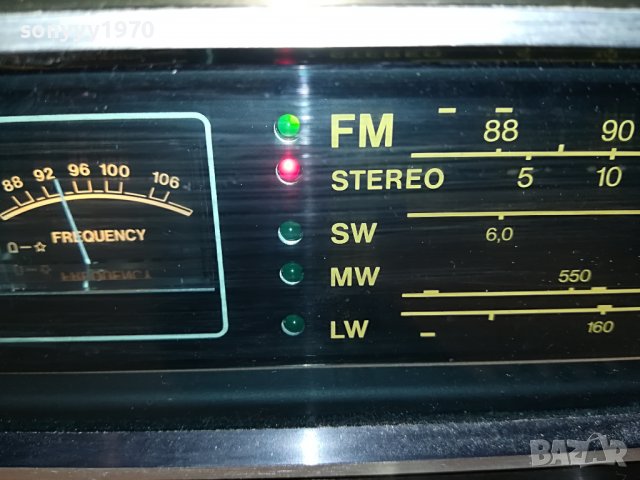 sonyvy1970
FM 88 90
88 92 96 100 106
STEREO 5 10
FREQUENCY
SW 6,0
MW 550
LW 160
BAZAR